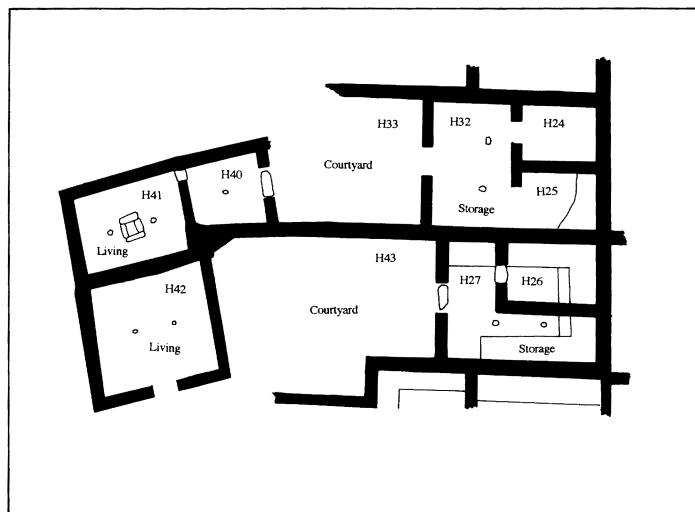 H33
H32
H24
Courtyard
H40
H41
H25
Storage
Living
H43
H42
H27
H26
Courtyard
Living
Storage